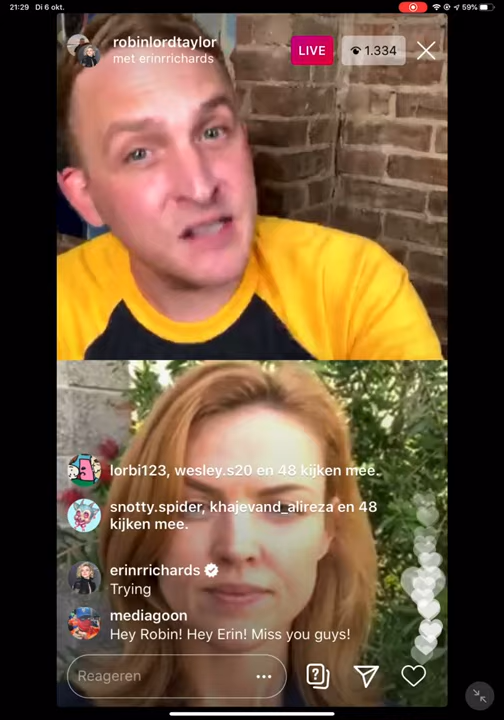 21:29 Di 6 okt.
59%
robinlordtaylor
met erinrrichards
LIVE
1.334
lorbi123, wesley.s20 en 48 kijken mee.
snotty.spider, khajevand_alireza en 48
kijken mee.
erinrrichards
Trying
mediagoon
Hey Robin! Hey Erin! Miss you guys!
Reageren